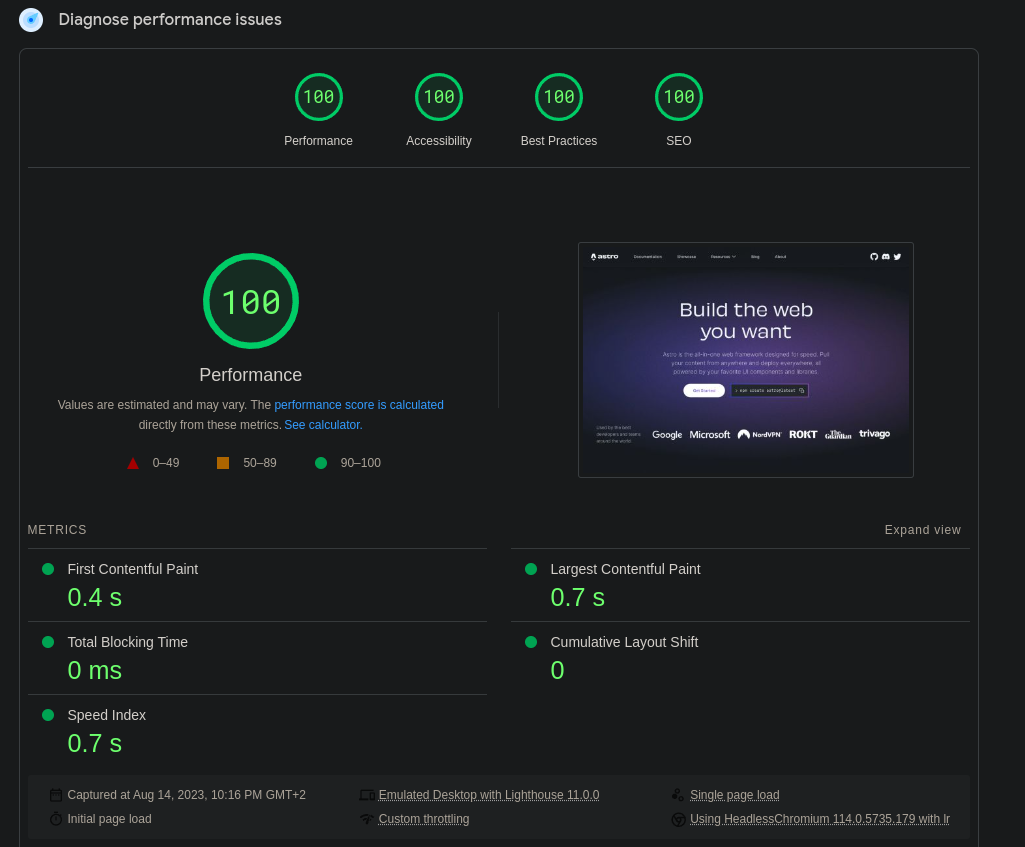 Diagnose performance issues
100 100 100 100
Performance Accessibility Best Practices SEO
100
Performance
Values are estimated and may vary. The performance score is calculated
directly from these metrics. See calculator.
0–49 50–89 90–100
astro Documentation Showcase Resources Blog About
Build the web
you want
Astro is the all-in-one web framework designed for speed. Pull
your content from anywhere and deploy everywhere, all
powered by your favorite UI components and libraries.
Get Started > npm create astro@latest
Used by the best
developers and teams
around the world
Google Microsoft NordVPN ROKT The Guardian trivago
METRICS Expand view
First Contentful Paint Largest Contentful Paint
0.4 s 0.7 s
Total Blocking Time Cumulative Layout Shift
0 ms 0
Speed Index
0.7 s
Captured at Aug 14, 2023, 10:16 PM GMT+2 Emulated Desktop with Lighthouse 11.0.0 Single page load
Initial page load Custom throttling Using HeadlessChromium 114.0.5735.179 with lr